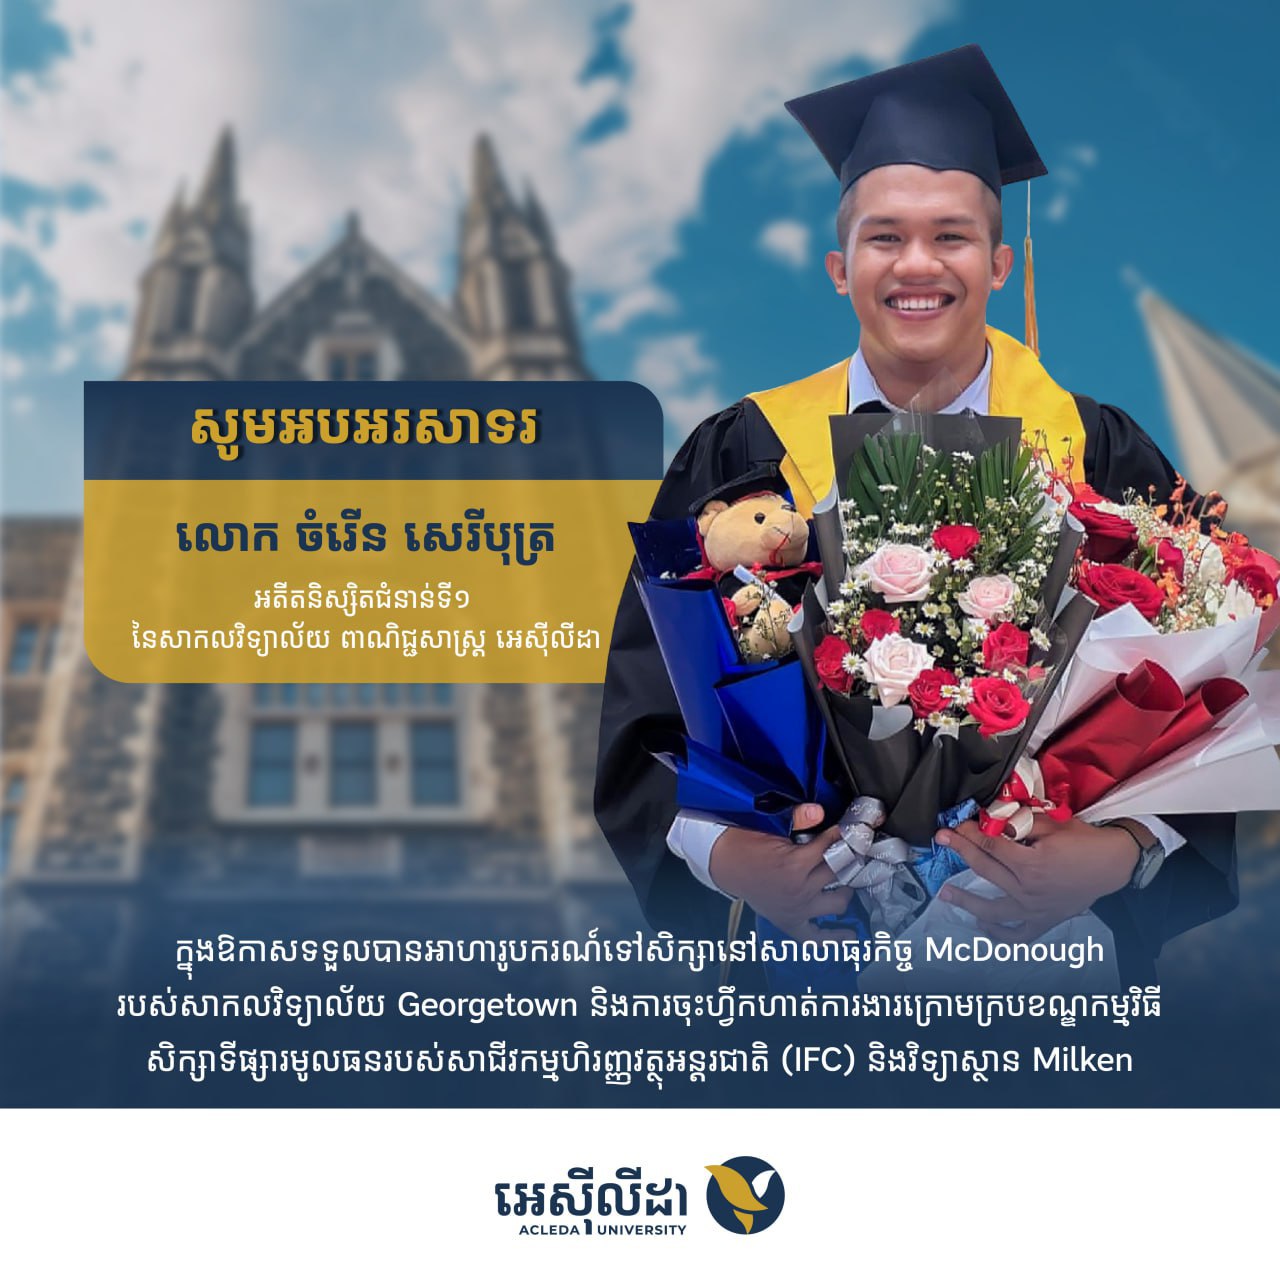 សូមអបអរសាទរ
លោក ចំរើន សេរីបុត្រ
អតីតនិស្សិតជំនាន់ទី១
នៃសាកលវិទ្យាល័យ ពាណិជ្ជសាស្ត្រ អេស៊ីលីដា
ក្នុងឱកាសទទួលបានអាហារូបករណ៍ទៅសិក្សានៅសាលាធុរកិច្ច McDonough
របស់សាកលវិទ្យាល័យ Georgetown និងការចុះហ្វឹកហាត់ការងារក្រោមក្របខណ្ឌកម្មវិធី
សិក្សាទីផ្សារមូលធនរបស់សាជីវកម្មហិរញ្ញវត្ថុអន្តរជាតិ (IFC) និងវិទ្យាស្ថាន Milken
អេស៊ីលីដា
ACLEDA UNIVERSITY